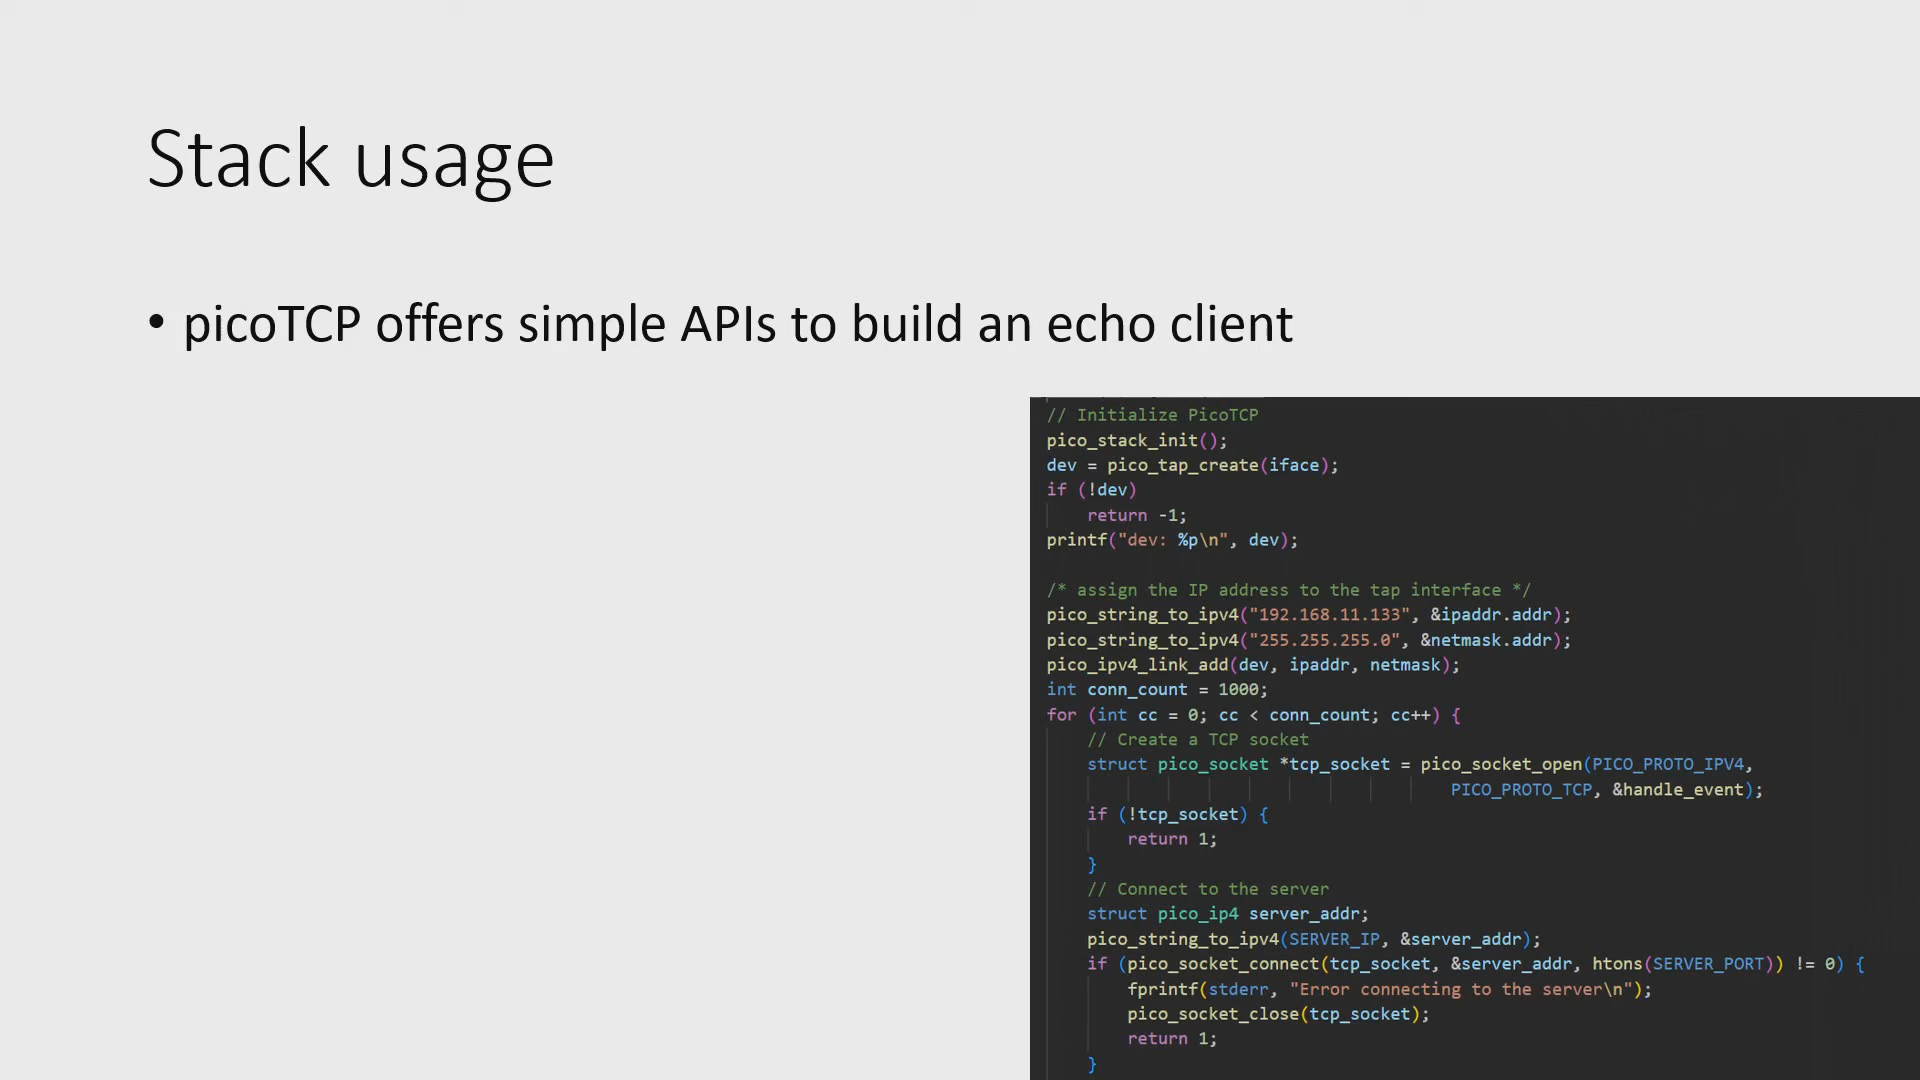 Stack usage
• picoTCP offers simple APIs to build an echo client
// Initialize PicoTCP
pico_stack_init();
dev = pico_tap_create(iface);
if (!dev)
    return -1;
printf("dev: %p\n", dev);
/* assign the IP address to the tap interface */
pico_string_to_ipv4("192.168.11.133", &ipaddr.addr);
pico_string_to_ipv4("255.255.255.0", &netmask.addr);
pico_ipv4_link_add(dev, ipaddr, netmask);
int conn_count = 1000;
for (int cc = 0; cc < conn_count; cc++) {
    // Create a TCP socket
    struct pico_socket *tcp_socket = pico_socket_open(PICO_PROTO_IPV4,
                                        PICO_PROTO_TCP, &handle_event);
    if (!tcp_socket) {
        return 1;
    }
    // Connect to the server
    struct pico_ip4 server_addr;
    pico_string_to_ipv4(SERVER_IP, &server_addr);
    if (pico_socket_connect(tcp_socket, &server_addr, htons(SERVER_PORT)) != 0) {
        fprintf(stderr, "Error connecting to the server\n");
        pico_socket_close(tcp_socket);
        return 1;
    }